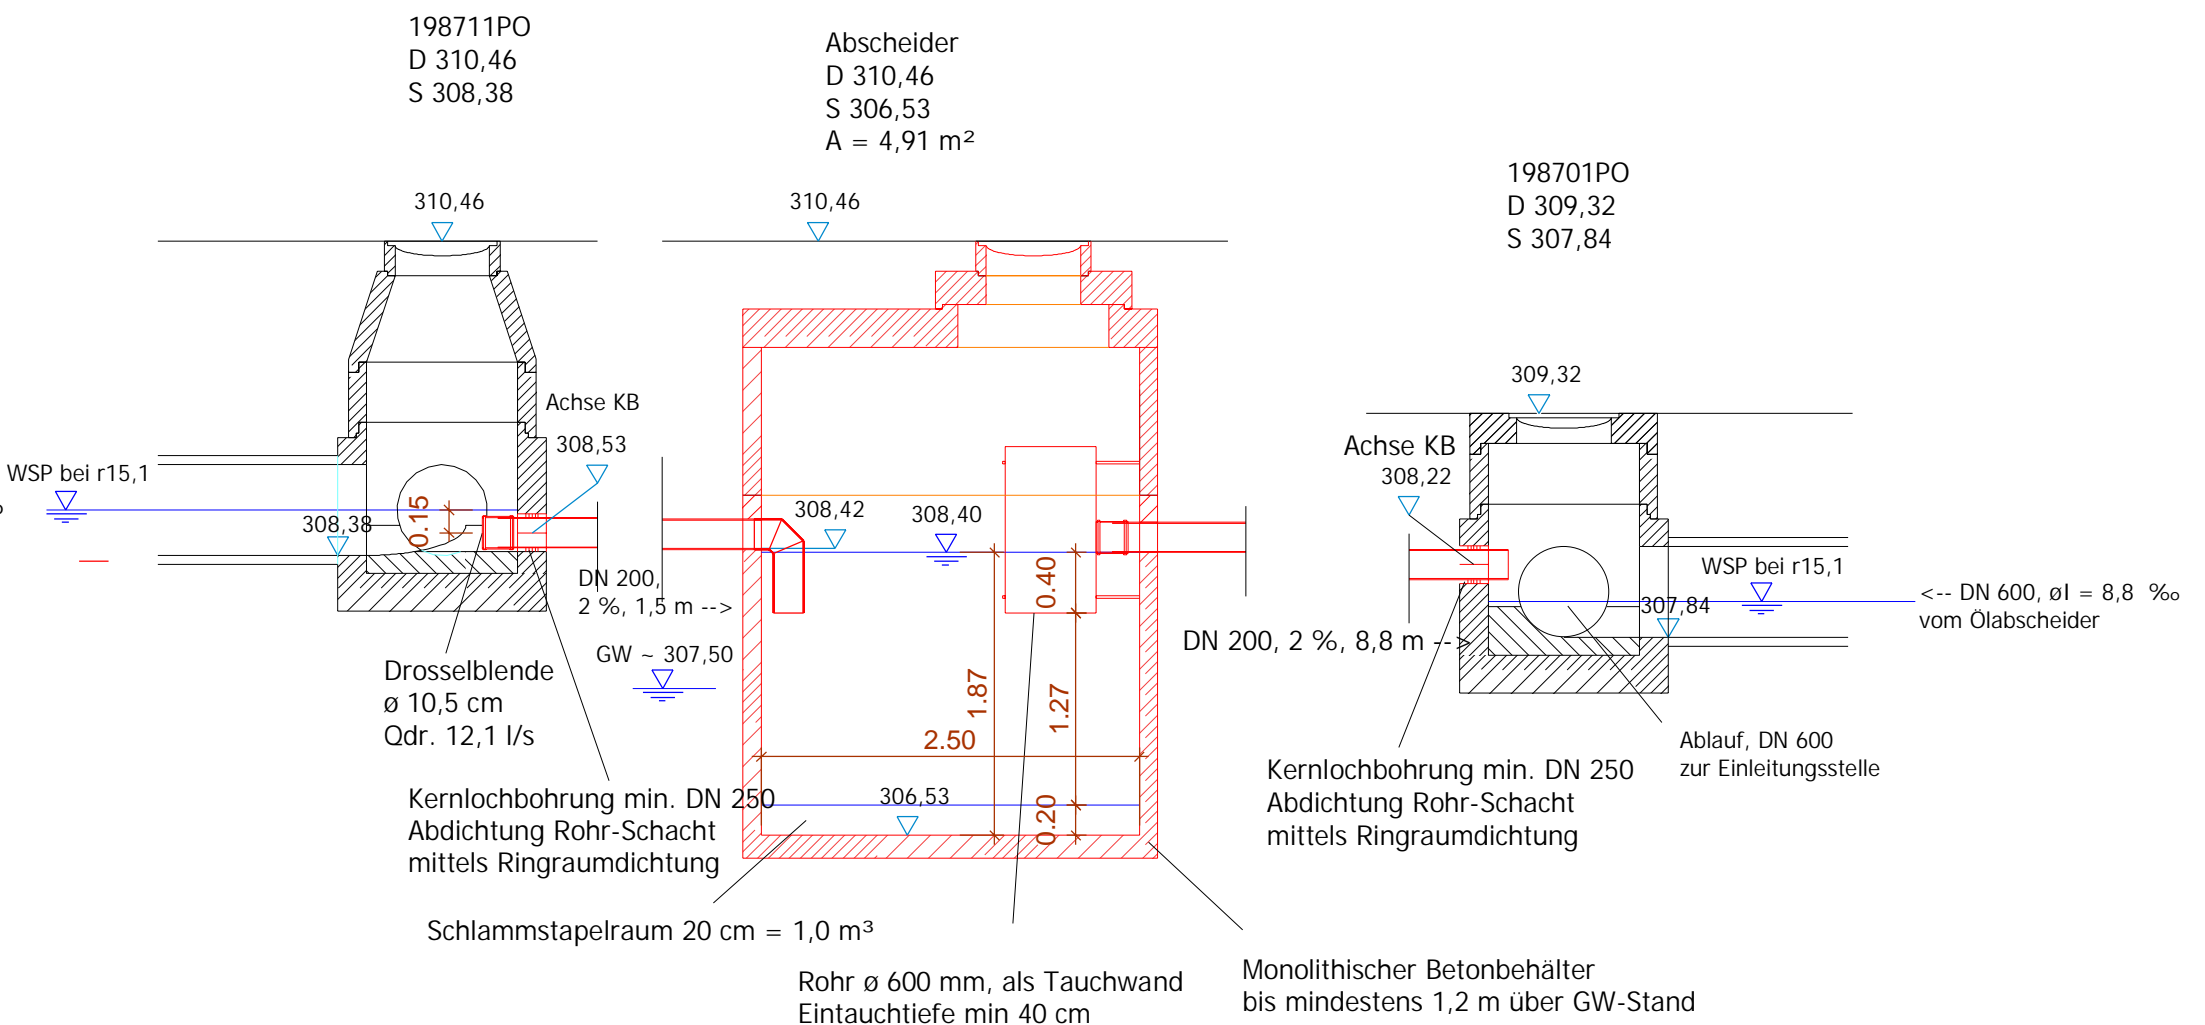 198711PO
D 310,46
S 308,38
Abscheider
D 310,46
S 306,53
A = 4,91 m²
198701PO
D 309,32
S 307,84
310,46
310,46
309,32
Achse KB
308,53
WSP bei r15,1
308,38
0.15
308,42
308,40
Achse KB
308,22
WSP bei r15,1
307,84
<-- DN 600, øI = 8,8 ‰
vom Ölabscheider
DN 200,
2 %, 1,5 m -->
GW ~ 307,50
0.40
1.87
1.27
2.50
0.20
306,53
DN 200, 2 %, 8,8 m -->
Drosselblende
ø 10,5 cm
Qdr. 12,1 l/s
Kernlochbohrung min. DN 250
Abdichtung Rohr-Schacht
mittels Ringraumdichtung
Kernlochbohrung min. DN 250
Abdichtung Rohr-Schacht
mittels Ringraumdichtung
Ablauf, DN 600
zur Einleitungsstelle
Schlammstapelraum 20 cm = 1,0 m³
Rohr ø 600 mm, als Tauchwand
Eintauchtiefe min 40 cm
Monolithischer Betonbehälter
bis mindestens 1,2 m über GW-Stand